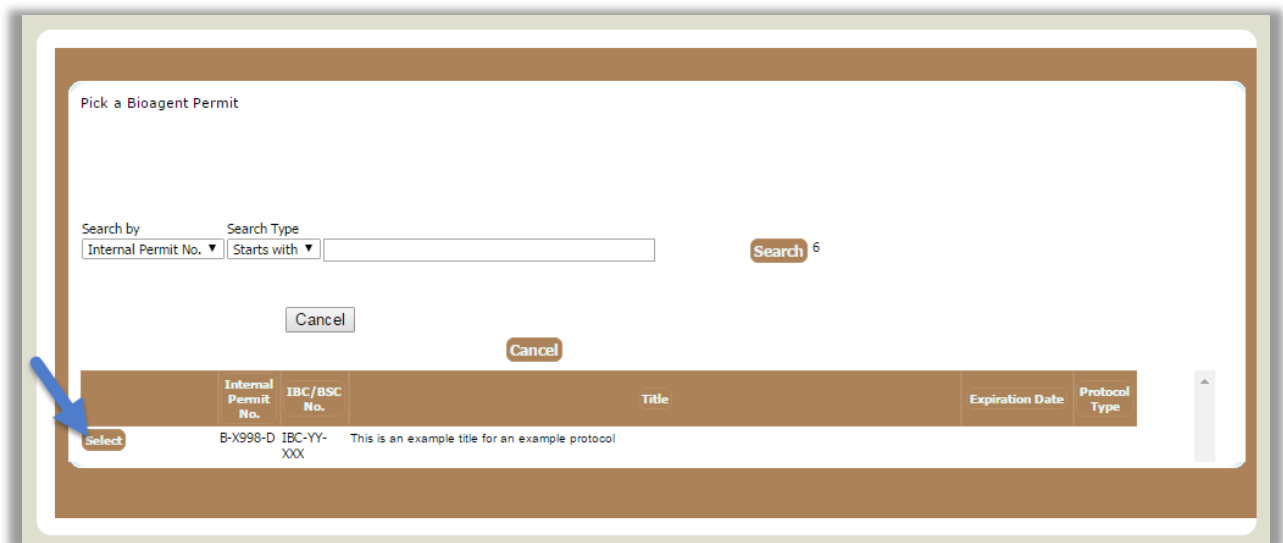 Pick a Bioagent Permit
Search by Search Type
Internal Permit No. Starts with Search 6
Cancel
Cancel
Internal Permit No. IBC/BSC No. Title Expiration Date Protocol Type
Select B-X998-D IBC-YY- This is an example title for an example protocol
XXX